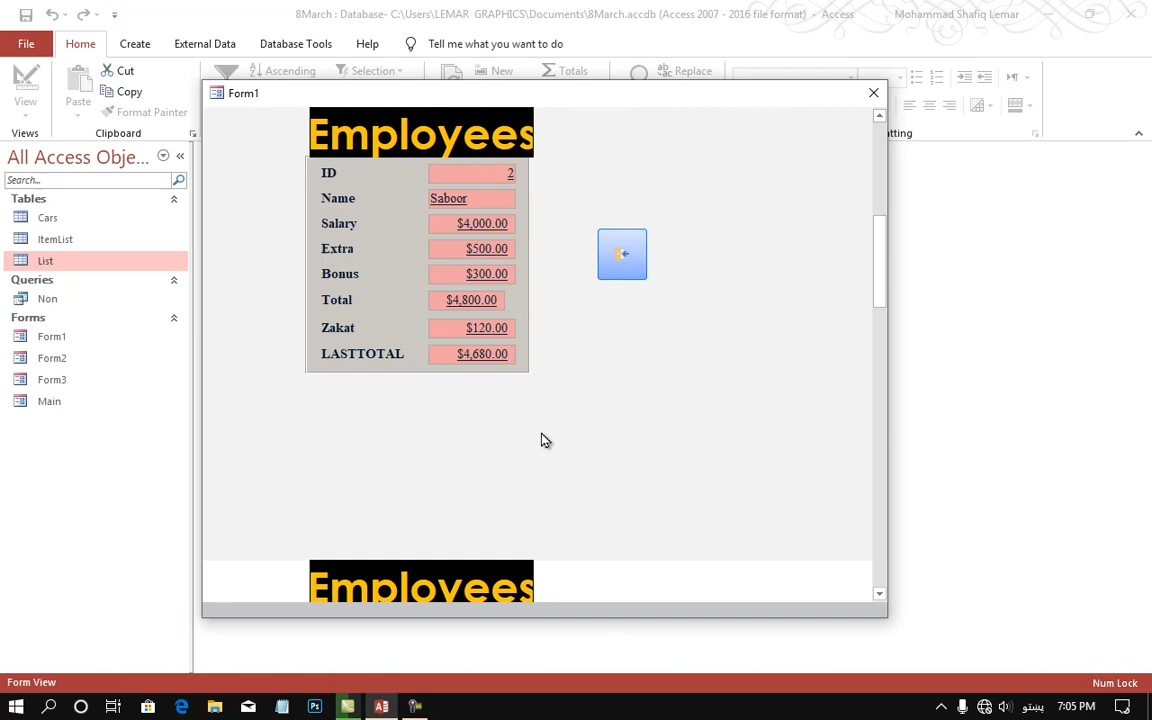 8March : Database- C:\Users\LEMAR GRAPHICS\Documents\8March.accdb (Access 2007 - 2016 file format) - Access
Mohammad Shafiq Lemar
File Home Create External Data Database Tools Help Tell me what you want to do
View
Paste
Cut
Copy
Format Painter
Ascending
Selection
New
Totals
Replace
Views
Clipboard
Form1
All Access Obje...
Search...
Tables
Cars
ItemList
List
Queries
Non
Forms
Form1
Form2
Form3
Main
Employees
ID 2
Name Saboor
Salary $4,000.00
Extra $500.00
Bonus $300.00
Total $4,800.00
Zakat $120.00
LASTTOTAL $4,680.00
Employees
Form View
Num Lock
پښتو
7:05 PM